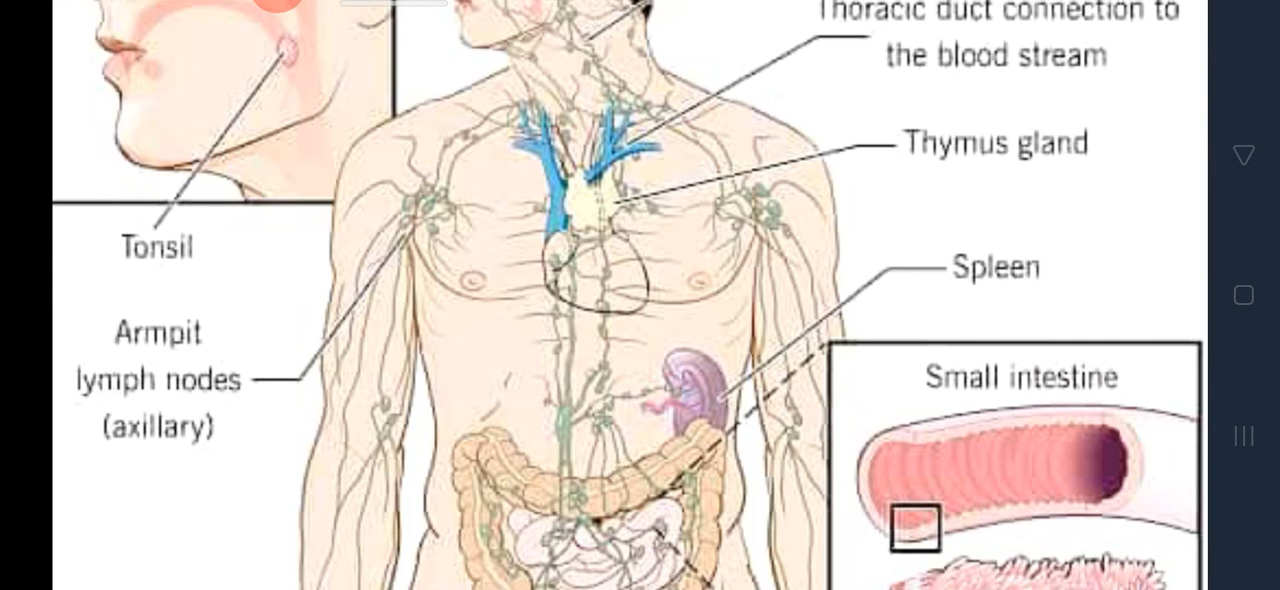 Thoracic duct connection to
the blood stream
Thymus gland
Tonsil
Spleen
Armpit
lymph nodes
(axillary)
Small intestine